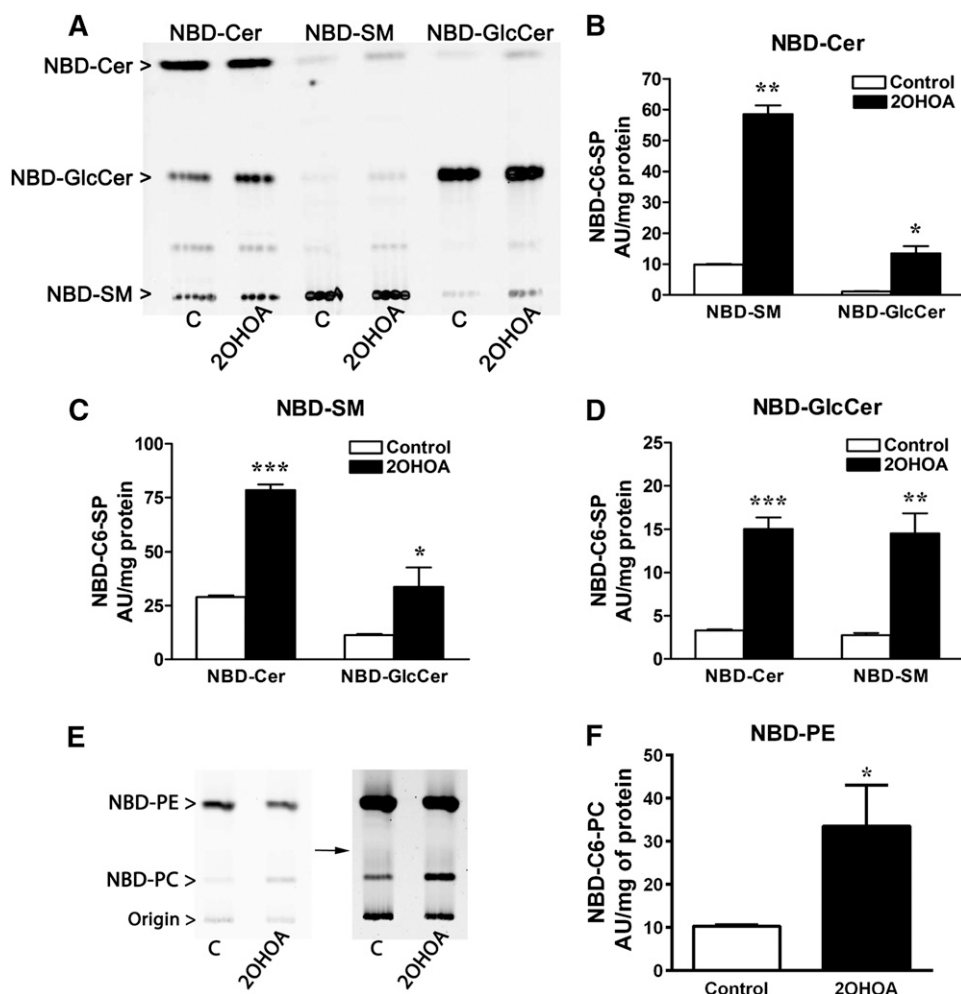 A
NBD-Cer NBD-SM NBD-GlcCer
NBD-Cer >
NBD-GlcCer >
NBD-SM >
C 2OHOA C 2OHOA C 2OHOA
B
NBD-Cer
NBD-C6-SP
AU/mg protein
70
60
50
40
30
20
10
0
Control
2OHOA
**
*
NBD-SM NBD-GlcCer
C
NBD-SM
NBD-C6-SP
AU/mg protein
100
75
50
25
0
Control
2OHOA
***
*
NBD-Cer NBD-GlcCer
D
NBD-GlcCer
NBD-C6-SP
AU/mg protein
25
20
15
10
5
0
Control
2OHOA
***
**
NBD-Cer NBD-SM
E
NBD-PE >
NBD-PC >
Origin >
C 2OHOA C 2OHOA
F
NBD-PE
NBD-C6-PC
AU/mg of protein
50
40
30
20
10
0
*
Control 2OHOA